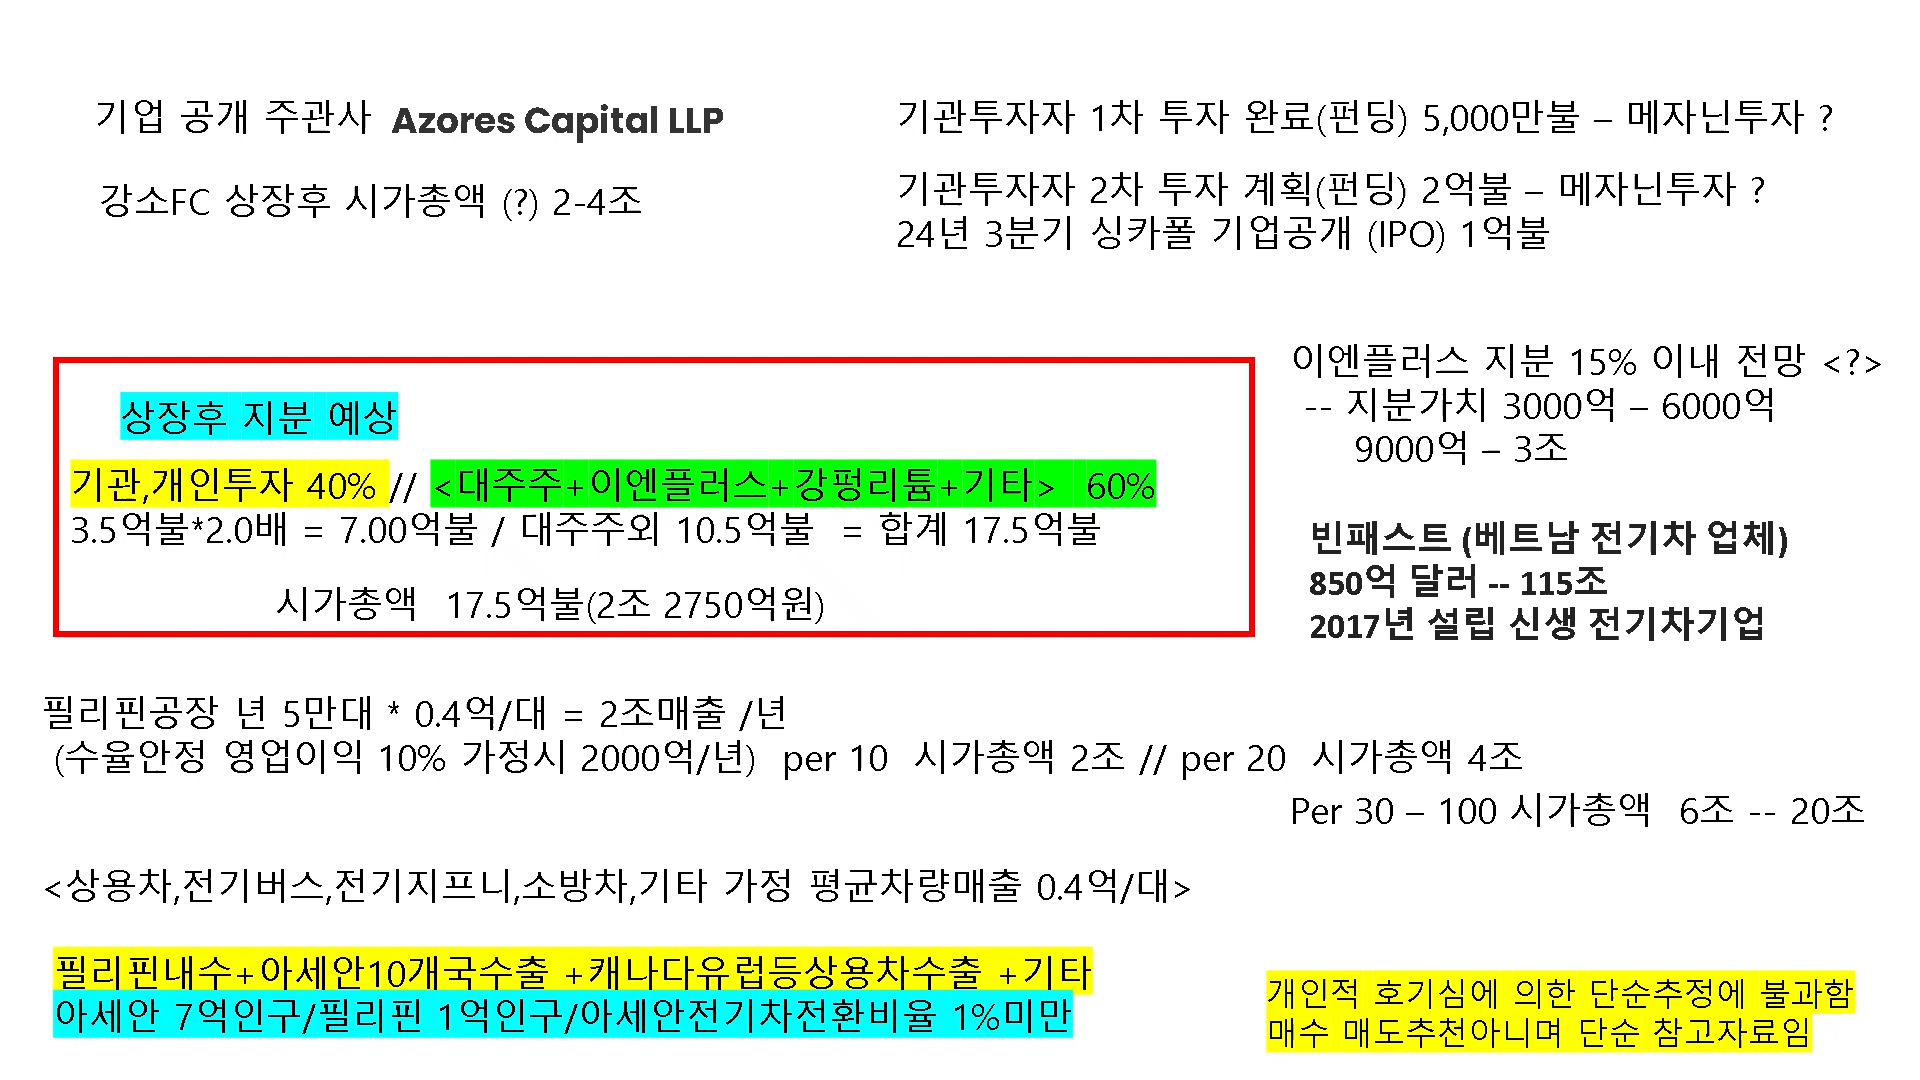 기업 공개 주관사 Azores Capital LLP
강소FC 상장후 시가총액 (?) 2-4조
기관투자자 1차 투자 완료(펀딩) 5,000만불 – 메자닌투자 ?
기관투자자 2차 투자 계획(펀딩) 2억불 – 메자닌투자 ?
24년 3분기 싱카폴 기업공개 (IPO) 1억불
상장후 지분 예상
기관,개인투자 40% // <대주주+이엔플러스+강펑리튬+기타> 60%
3.5억불*2.0배 = 7.00억불 / 대주주외 10.5억불 = 합계 17.5억불
시가총액 17.5억불(2조 2750억원)
이엔플러스 지분 15% 이내 전망 <?>
-- 지분가치 3000억 – 6000억
9000억 – 3조
빈패스트 (베트남 전기차 업체)
850억 달러 -- 115조
2017년 설립 신생 전기차기업
필리핀공장 년 5만대 * 0.4억/대 = 2조매출 /년
(수율안정 영업이익 10% 가정시 2000억/년) per 10 시가총액 2조 // per 20 시가총액 4조
Per 30 – 100 시가총액 6조 -- 20조
<상용차,전기버스,전기지프니,소방차,기타 가정 평균차량매출 0.4억/대>
필리핀내수+아세안10개국수출 +캐나다유럽등상용차수출 +기타
아세안 7억인구/필리핀 1억인구/아세안전기차전환비율 1%미만
개인적 호기심에 의한 단순추정에 불과함
매수 매도추천아니며 단순 참고자료임